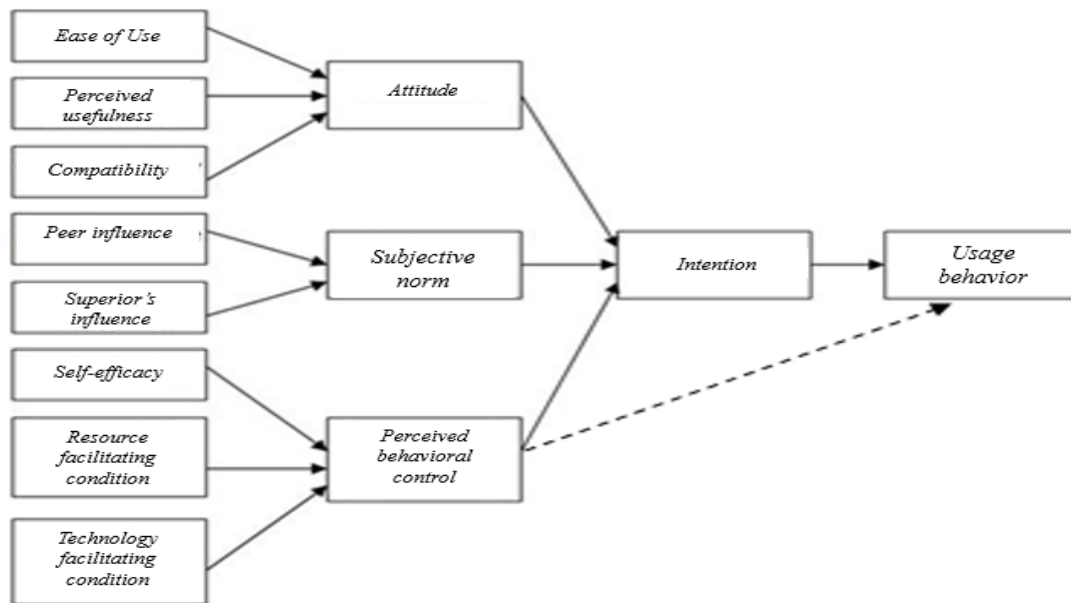 Ease of Use
Perceived
usefulness
Compatibility
Peer influence
Superior's
influence
Self-efficacy
Resource
facilitating
condition
Technology
facilitating
condition
Attitude
Subjective
norm
Perceived
behavioral
control
Intention
Usage
behavior